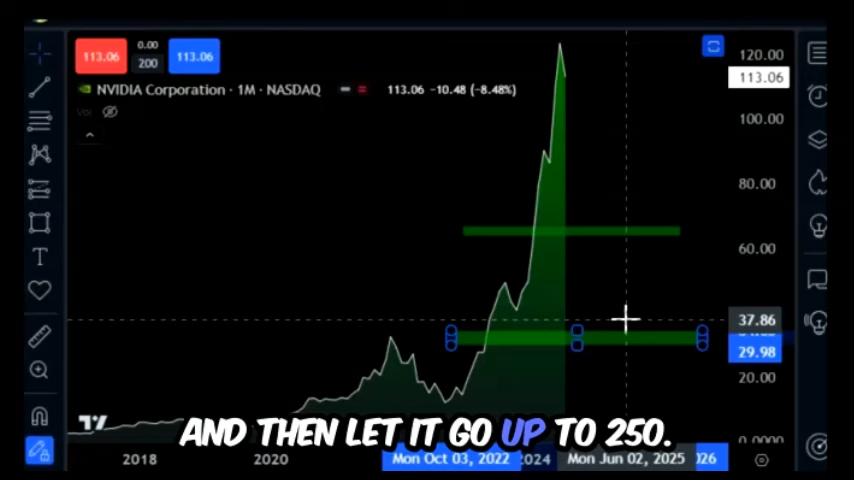 113.06 0.00 200 113.06
NVIDIA Corporation · 1M · NASDAQ 113.06 −10.48 (−8.48%)
Vol
120.00
113.06
100.00
80.00
60.00
37.86
29.98
20.00
0.0000
AND THEN LET IT GO UP TO 250.
2018 2020 Mon Oct 03, 2022 2024 Mon Jun 02, 2025 026
T